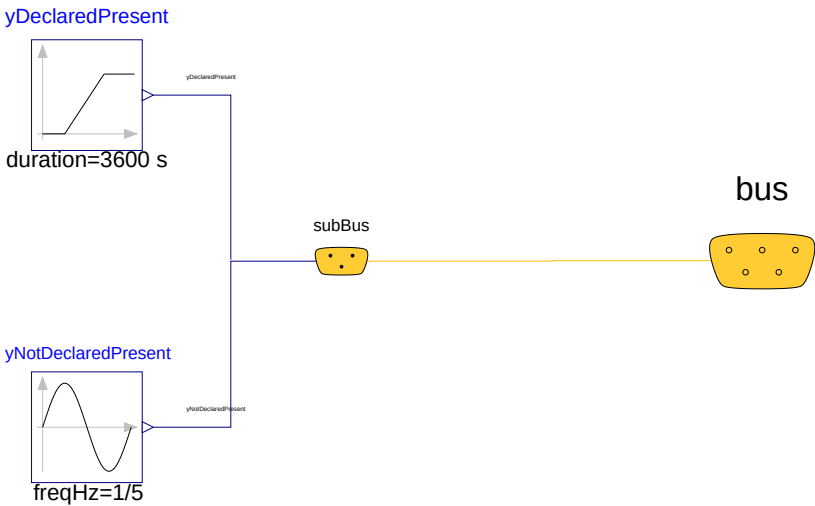 yDeclaredPresent
yDeclaredPresent
duration=3600 s
bus
subBus
yNotDeclaredPresent
yNotDeclaredPresent
freqHz=1/5